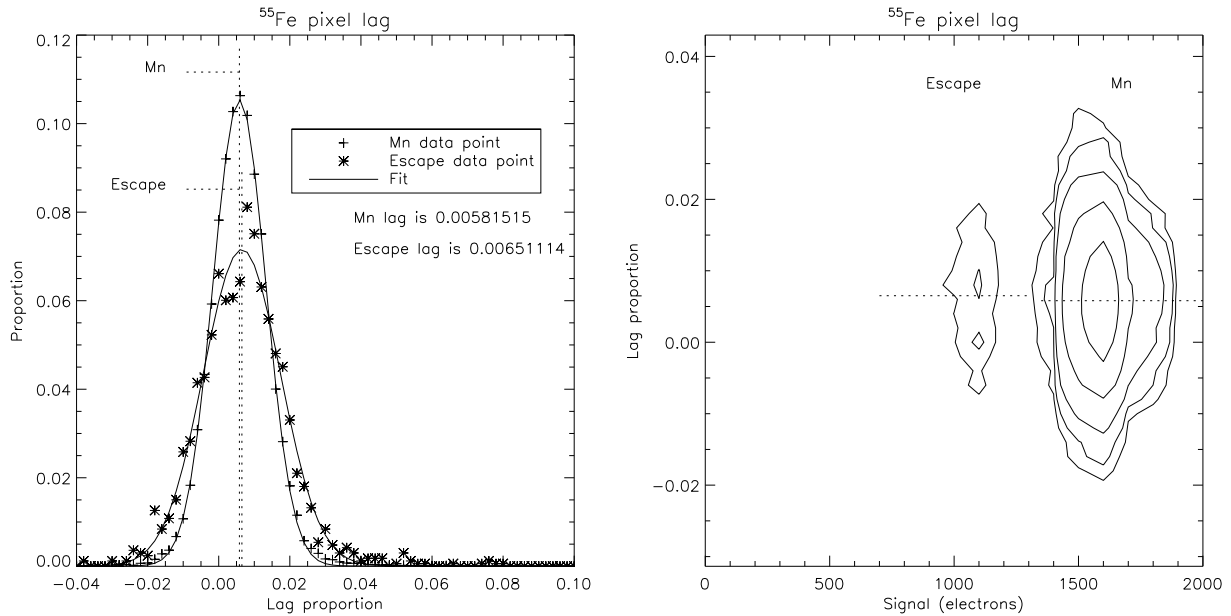 ⁵⁵Fe pixel lag
0.12
0.10
0.08
0.06
0.04
0.02
0.00
Proportion
Mn
Escape
Mn data point
Escape data point
Fit
Mn lag is 0.00581515
Escape lag is 0.00651114
−0.04 −0.02 0.00 0.02 0.04 0.06 0.08 0.10
Lag proportion
⁵⁵Fe pixel lag
0.04
0.02
0.00
−0.02
Lag proportion
Escape Mn
0 500 1000 1500 2000
Signal (electrons)